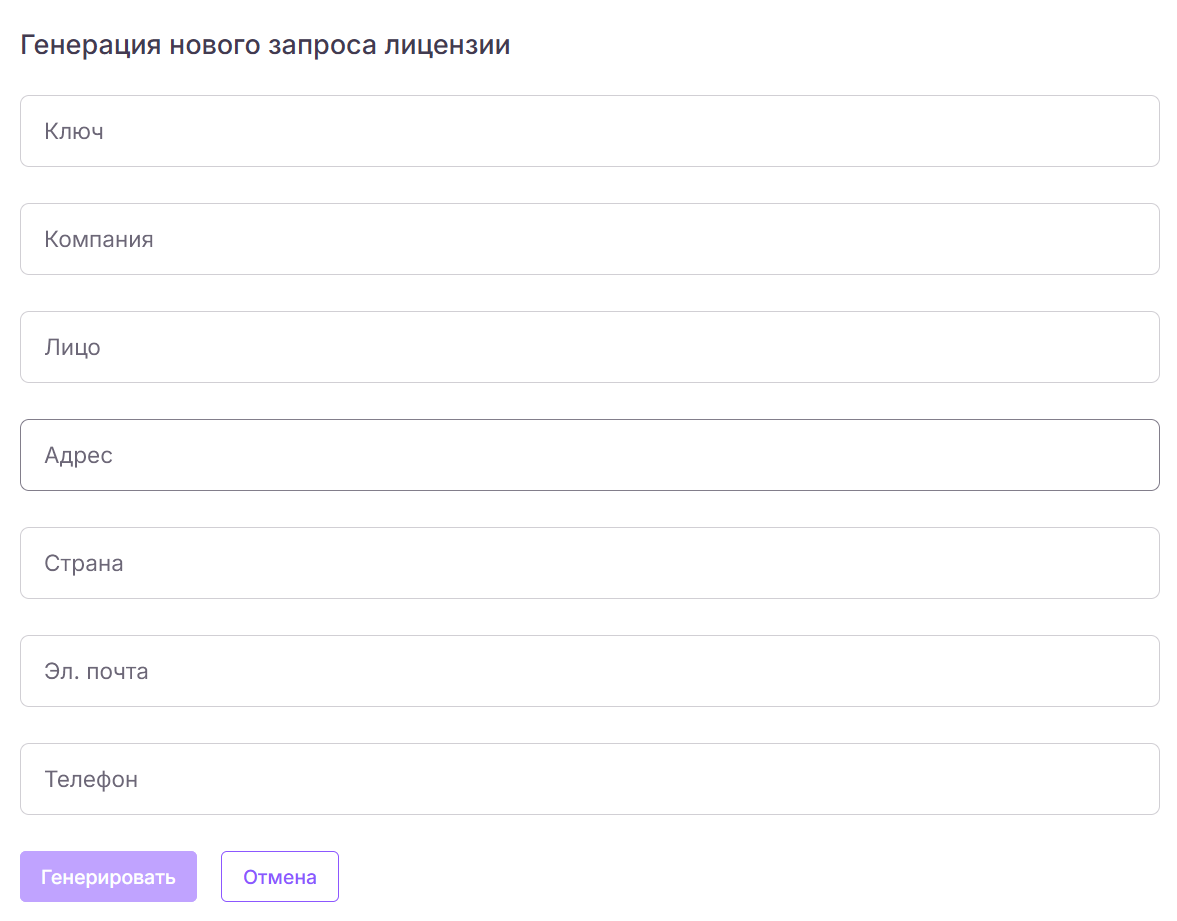 Генерация нового запроса лицензии
Ключ
Компания
Лицо
Адрес
Страна
Эл. почта
Телефон
Генерировать Отмена